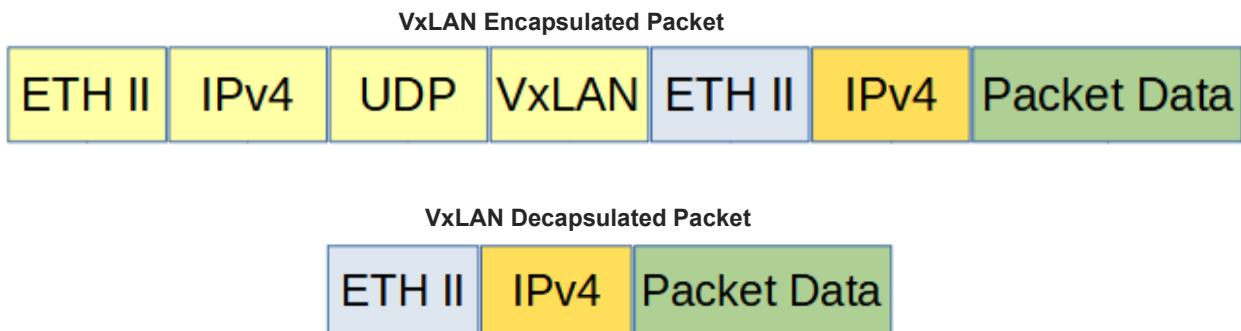 VxLAN Encapsulated Packet
ETH II IPv4 UDP VxLAN ETH II IPv4 Packet Data
VxLAN Decapsulated Packet
ETH II IPv4 Packet Data